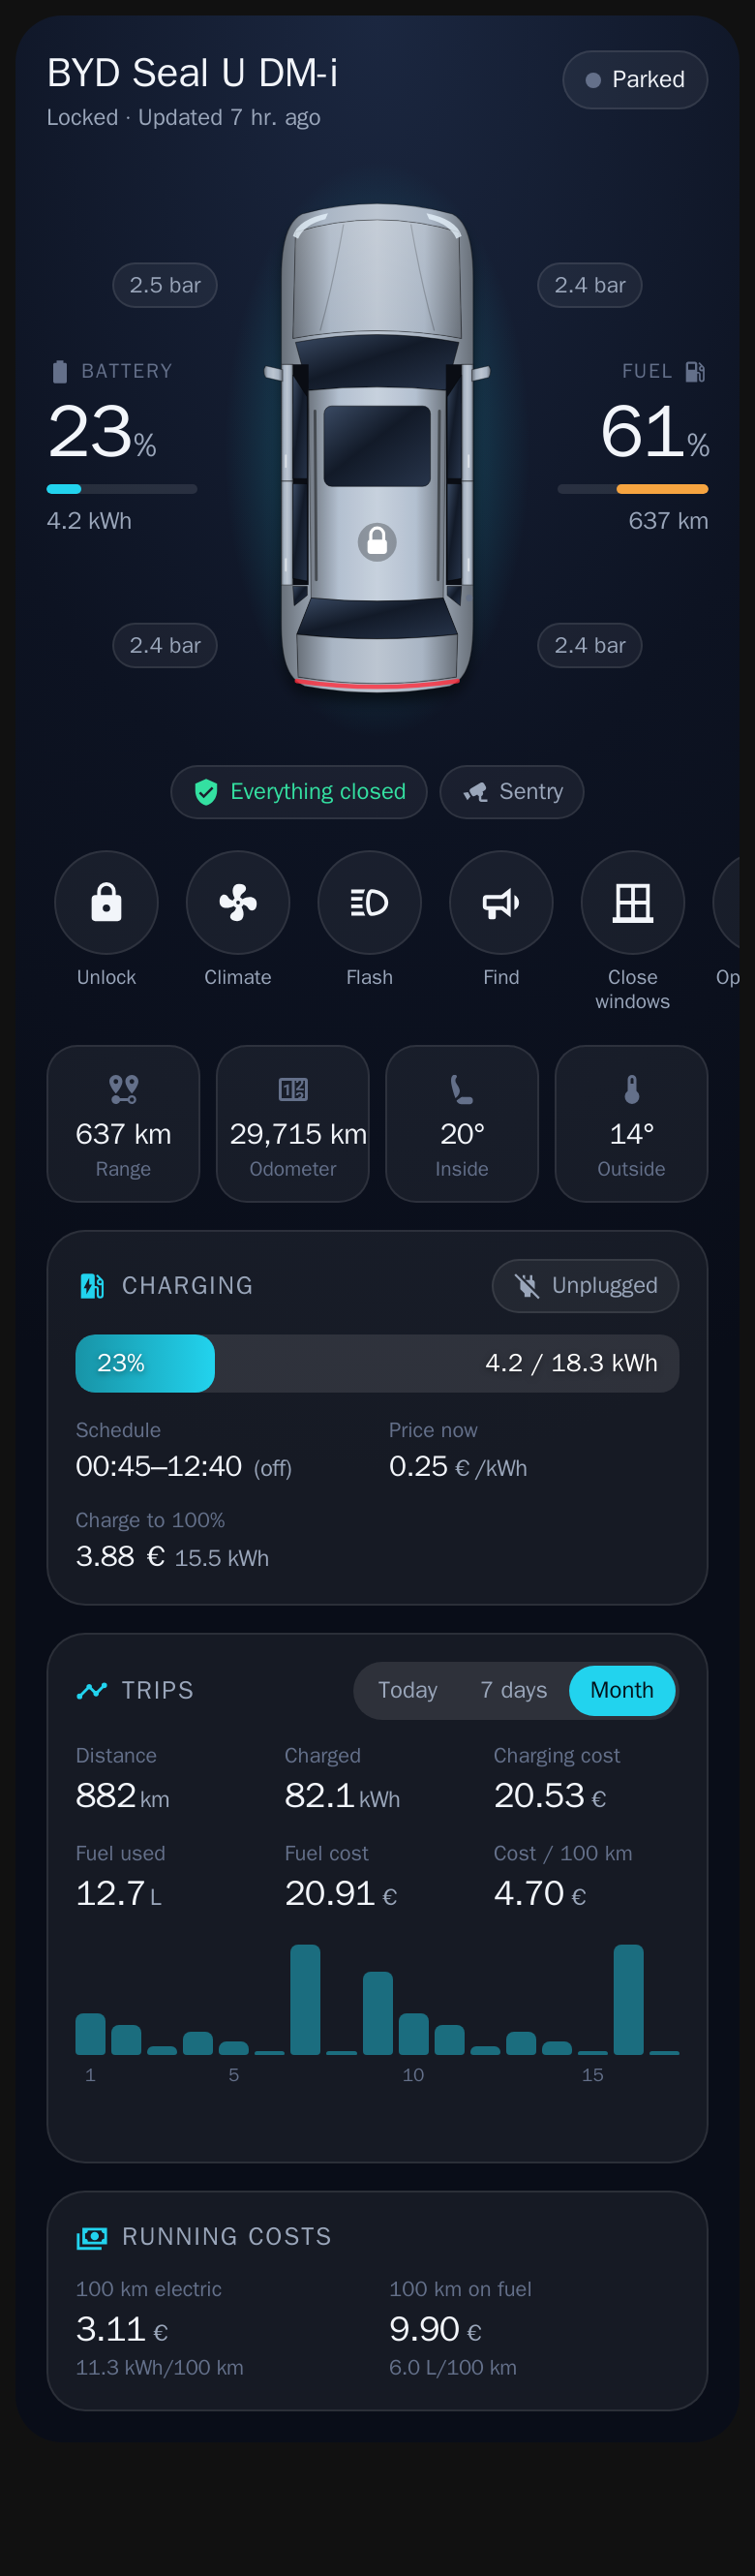 BYD Seal U DM-i
Parked
Locked · Updated 7 hr. ago
2.5 bar
2.4 bar
BATTERY
FUEL
23%
61%
4.2 kWh
637 km
2.4 bar
2.4 bar
Everything closed
Sentry
Unlock
Climate
Flash
Find
Close
windows
Op
637 km
Range
29,715 km
Odometer
20°
Inside
14°
Outside
CHARGING
Unplugged
23%
4.2 / 18.3 kWh
Schedule
Price now
00:45–12:40 (off)
0.25 € /kWh
Charge to 100%
3.88 € 15.5 kWh
TRIPS
Today
7 days
Month
Distance
Charged
Charging cost
882 km
82.1 kWh
20.53 €
Fuel used
Fuel cost
Cost / 100 km
12.7 L
20.91 €
4.70 €
1
5
10
15
RUNNING COSTS
100 km electric
100 km on fuel
3.11 €
9.90 €
11.3 kWh/100 km
6.0 L/100 km